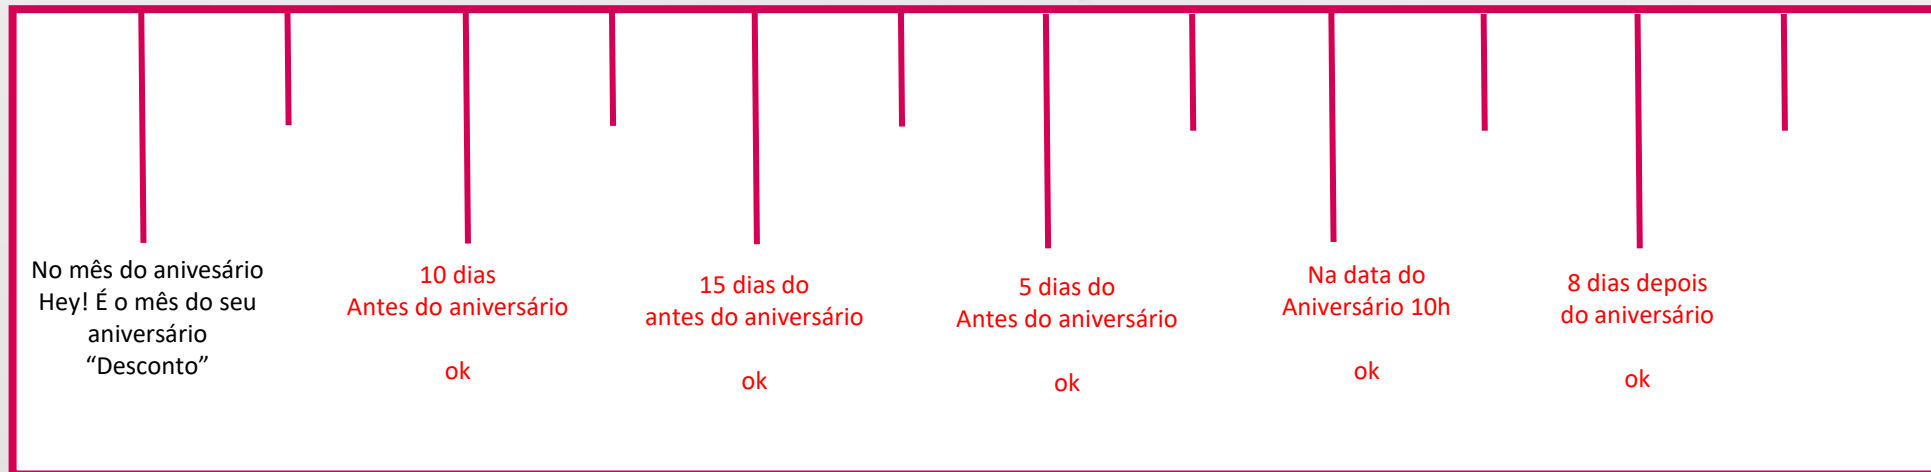 No mês do anivesário
Hey! É o mês do seu
aniversário
“Desconto”
10 dias
Antes do aniversário
ok
15 dias do
antes do aniversário
ok
5 dias do
Antes do aniversário
ok
Na data do
Aniversário 10h
ok
8 dias depois
do aniversário
ok